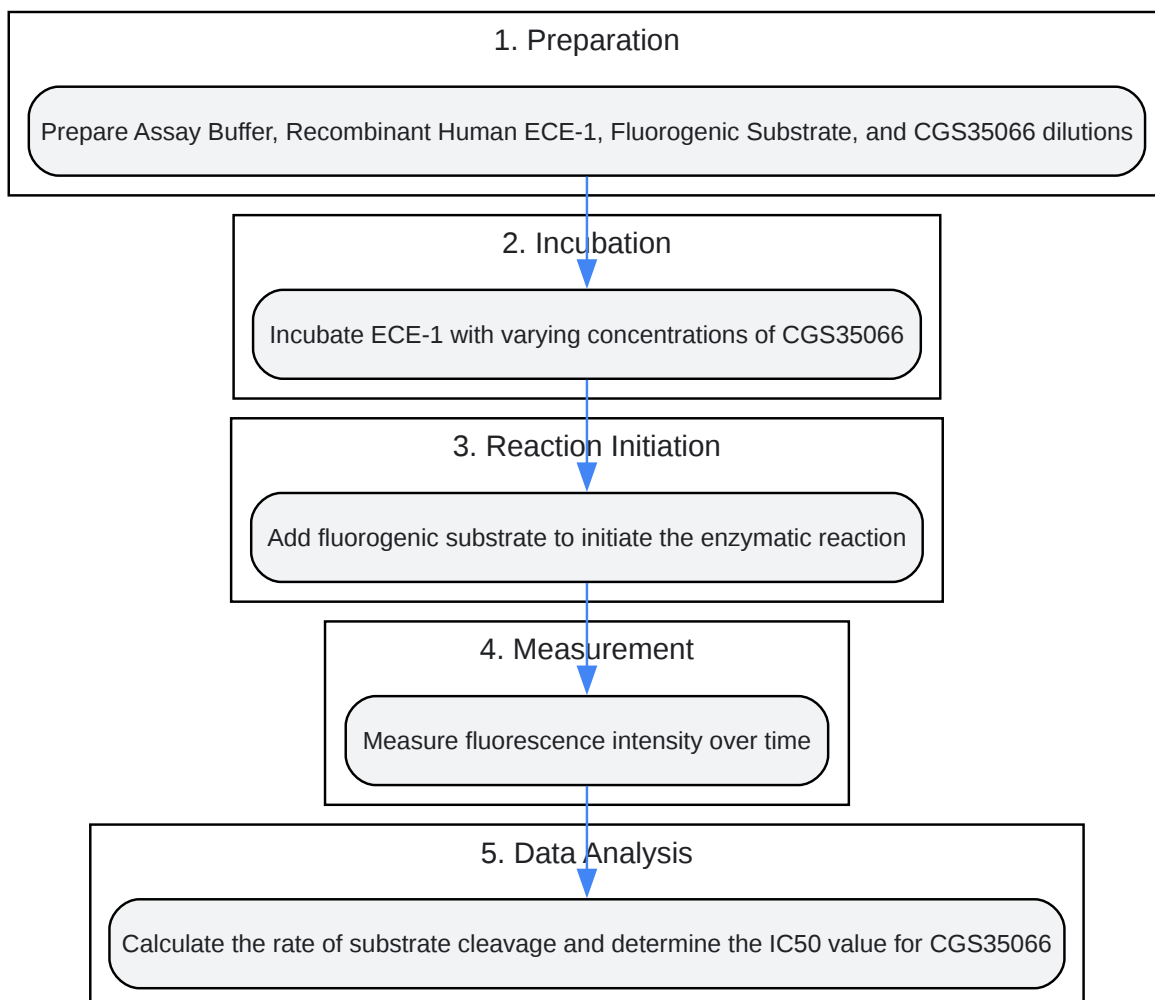 1. Preparation
Prepare Assay Buffer, Recombinant Human ECE-1, Fluorogenic Substrate, and CGS35066 dilutions
2. Incubation
Incubate ECE-1 with varying concentrations of CGS35066
3. Reaction Initiation
Add fluorogenic substrate to initiate the enzymatic reaction
4. Measurement
Measure fluorescence intensity over time
5. Data Analysis
Calculate the rate of substrate cleavage and determine the IC50 value for CGS35066